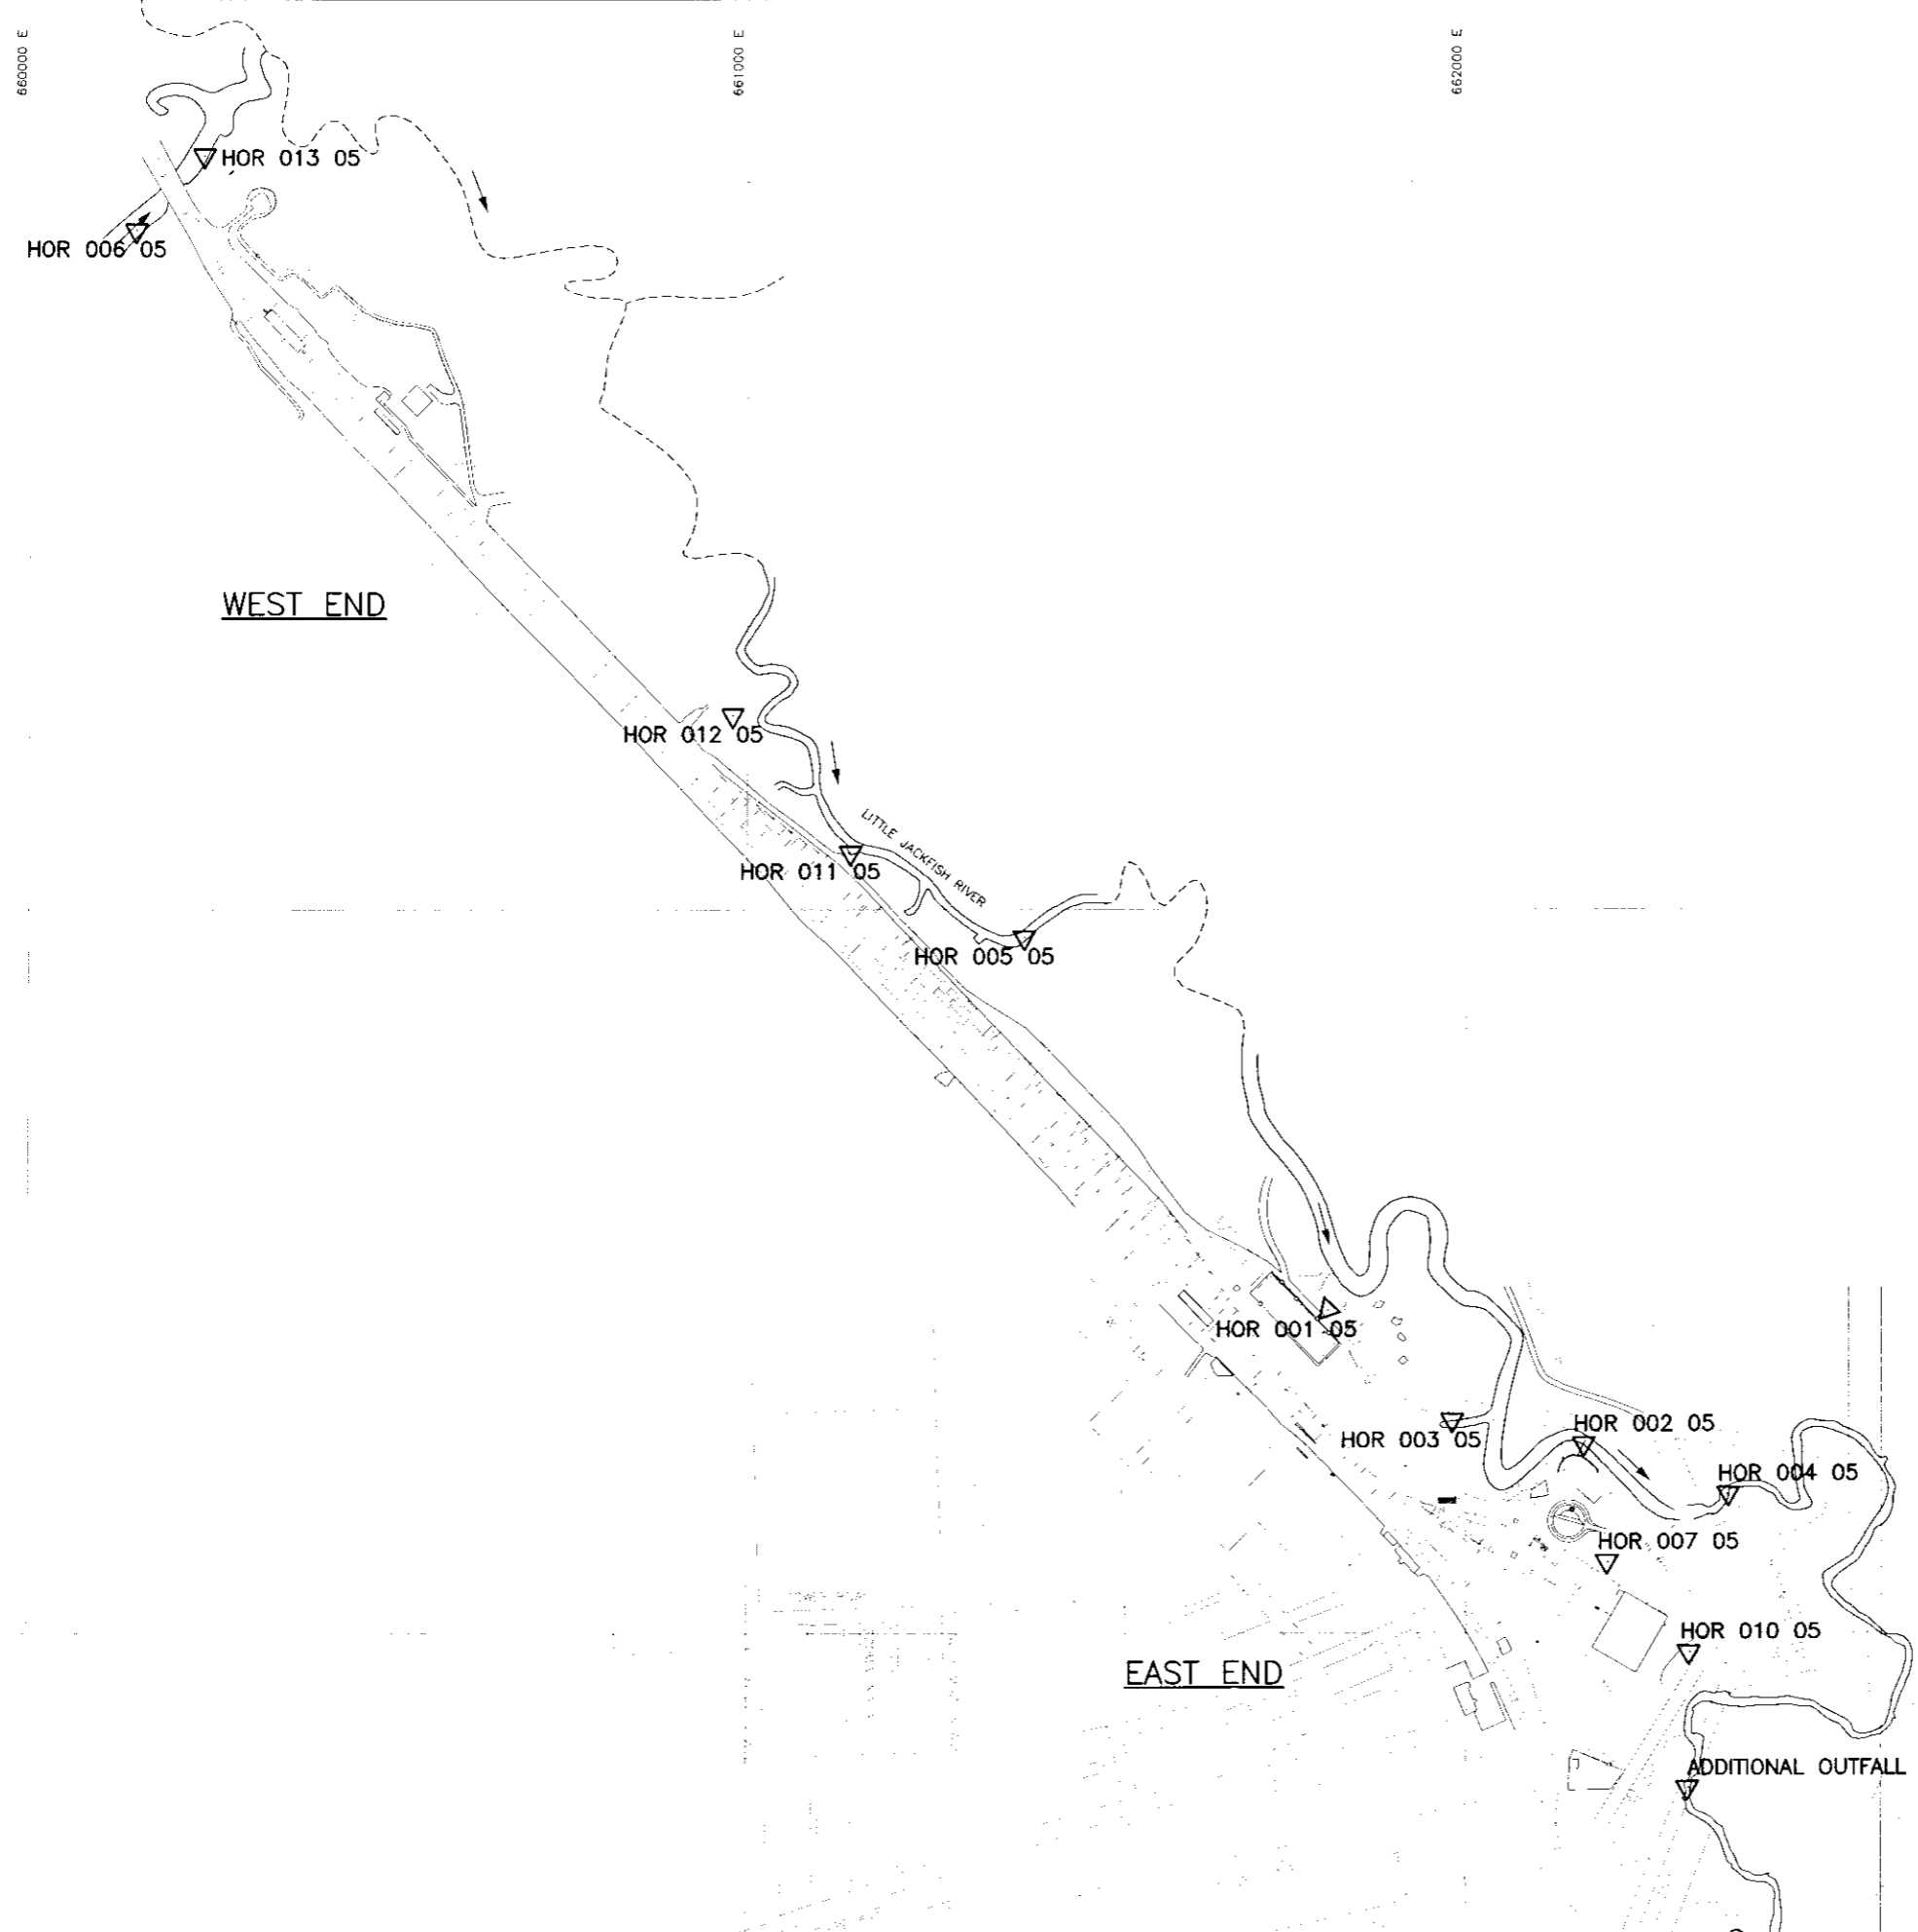 660000 E
661000 E
662000 E
HOR 013 05
HOR 006 05
WEST END
HOR 012 05
LITTLE JACKFISH RIVER
HOR 011 05
HOR 005 05
HOR 001 05
HOR 003 05
HOR 002 05
HOR 004 05
HOR 007 05
HOR 010 05
EAST END
ADDITIONAL OUTFALL